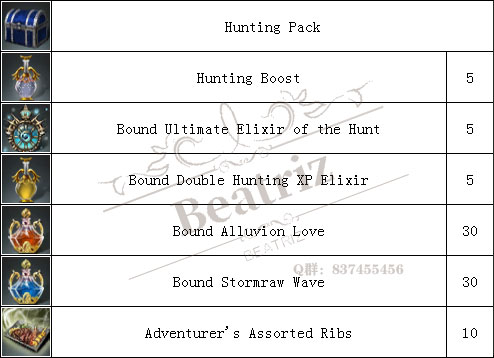 Hunting Pack
Hunting Boost 5
Bound Ultimate Elixir of the Hunt 5
Bound Double Hunting XP Elixir 5
Beatriz
Bound Alluvion Love 30
BEATRIZ
Q群: 837455456
Bound Stormraw Wave 30
Adventurer's Assorted Ribs 10